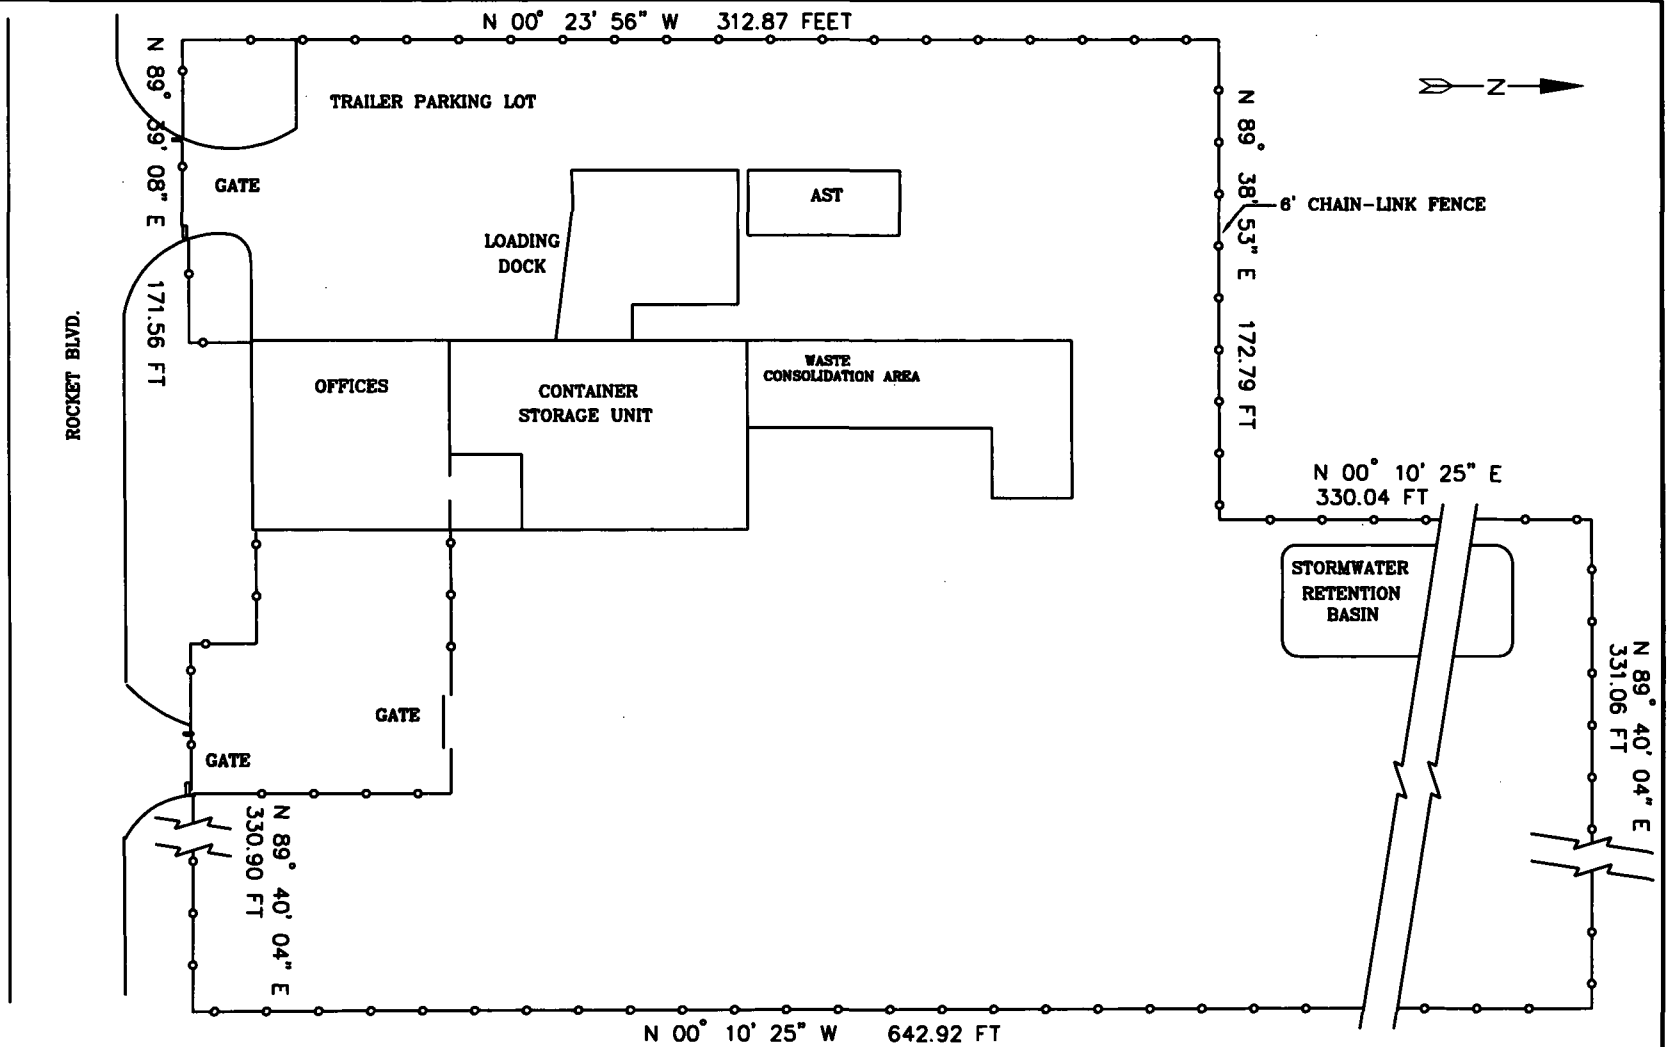 N 00° 23' 56" W 312.87 FEET
N 89° 39' 08" E 171.56 FT
TRAILER PARKING LOT
GATE
N
N 89° 38' 53" E 172.79 FT
6' CHAIN-LINK FENCE
AST
LOADING
DOCK
ROCKET BLVD.
OFFICES
CONTAINER
STORAGE UNIT
WASTE
CONSOLIDATION AREA
N 00° 10' 25" E
330.04 FT
STORMWATER
RETENTION
BASIN
N 89° 40' 04" E
331.06 FT
GATE
GATE
N 89° 40' 04" E
330.90 FT
N 00° 10' 25" W 642.92 FT